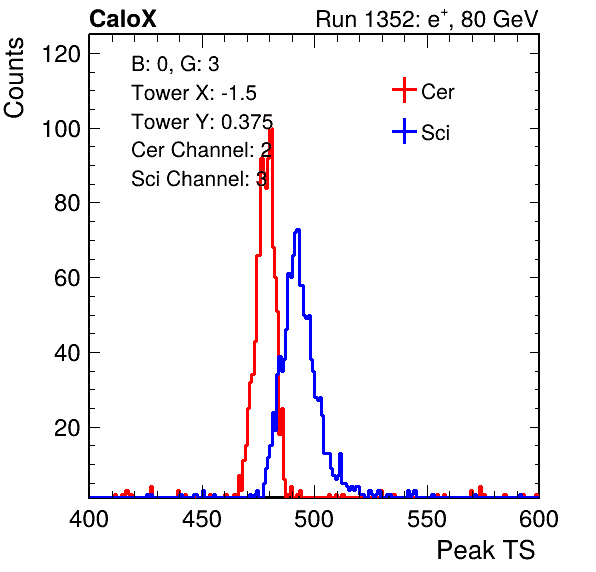 CaloX Run 1352: e⁺, 80 GeV
Counts
B: 0, G: 3
Tower X: -1.5
Tower Y: 0.375
Cer Channel: 2
Sci Channel: 3
Cer
Sci
120
100
80
60
40
20
400 450 500 550 600
Peak TS